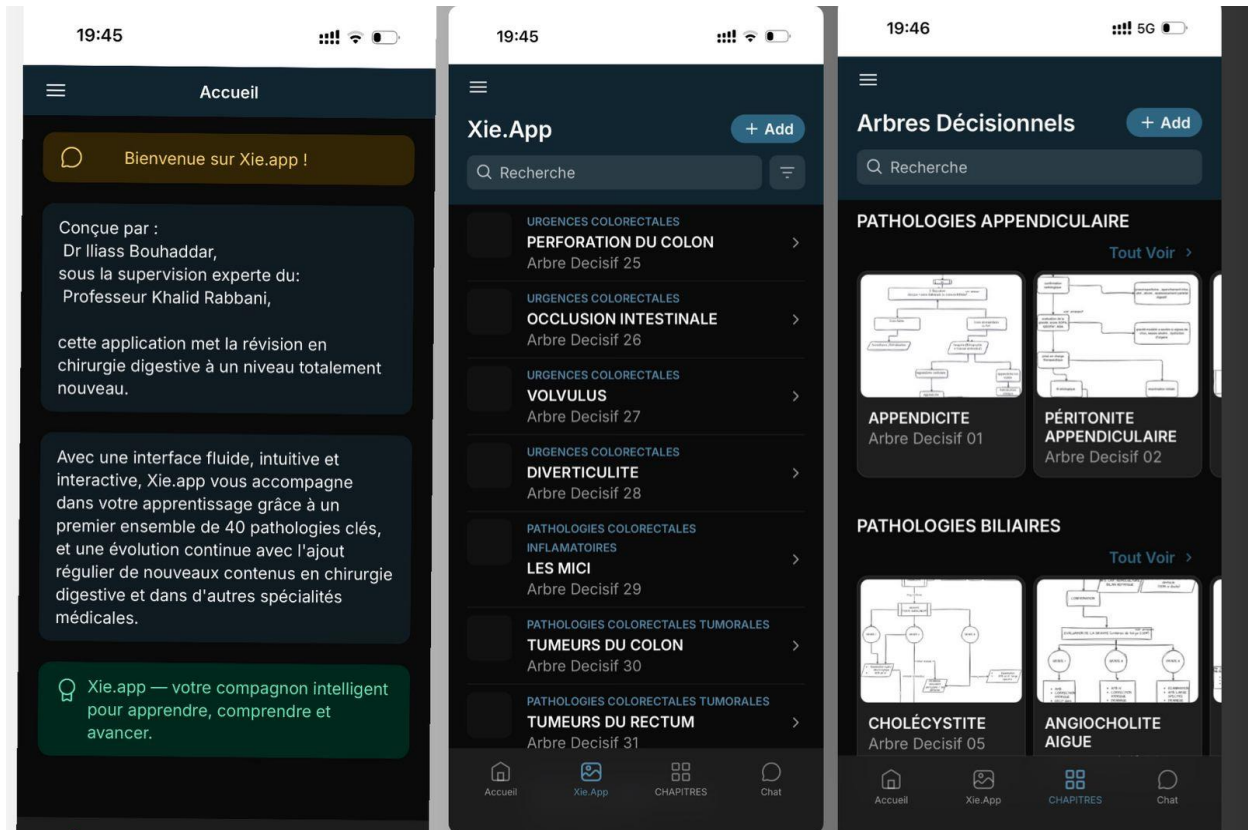 19:45
Accueil
Bienvenue sur Xie.app !
Conçue par :
Dr Iliass Bouhaddar,
sous la supervision experte du:
Professeur Khalid Rabbani,
cette application met la révision en
chirurgie digestive à un niveau totalement
nouveau.
Avec une interface fluide, intuitive et
interactive, Xie.app vous accompagne
dans votre apprentissage grâce à un
premier ensemble de 40 pathologies clés,
et une évolution continue avec l'ajout
régulier de nouveaux contenus en chirurgie
digestive et dans d'autres spécialités
médicales.
Xie.app — votre compagnon intelligent
pour apprendre, comprendre et
avancer.
19:45
Xie.App
+ Add
Recherche
URGENCES COLORECTALES
PERFORATION DU COLON
Arbre Decisif 25
URGENCES COLORECTALES
OCCLUSION INTESTINALE
Arbre Decisif 26
URGENCES COLORECTALES
VOLVULUS
Arbre Decisif 27
URGENCES COLORECTALES
DIVERTICULITE
Arbre Decisif 28
PATHOLOGIES COLORECTALES
INFLAMATOIRES
LES MICI
Arbre Decisif 29
PATHOLOGIES COLORECTALES TUMORALES
TUMEURS DU COLON
Arbre Decisif 30
PATHOLOGIES COLORECTALES TUMORALES
TUMEURS DU RECTUM
Arbre Decisif 31
Accueil
Xie.App
CHAPITRES
Chat
19:46
5G
Arbres Décisionnels
+ Add
Recherche
PATHOLOGIES APPENDICULAIRE
Tout Voir
APPENDICITE
Arbre Decisif 01
PÉRITONITE
APPENDICULAIRE
Arbre Decisif 02
PATHOLOGIES BILIAIRES
Tout Voir
CHOLÉCYSTITE
Arbre Decisif 05
ANGIOCHOLITE
AIGUE
Accueil
Xie.App
CHAPITRES
Chat